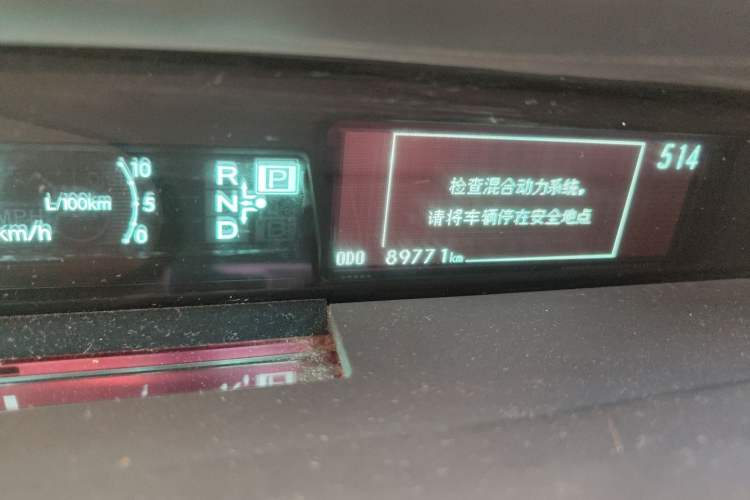 10
5
0
L/100km
km/h
R
P
N
D
514
检查混合动力系统。
请将车辆停在安全地点
ODO 89771km